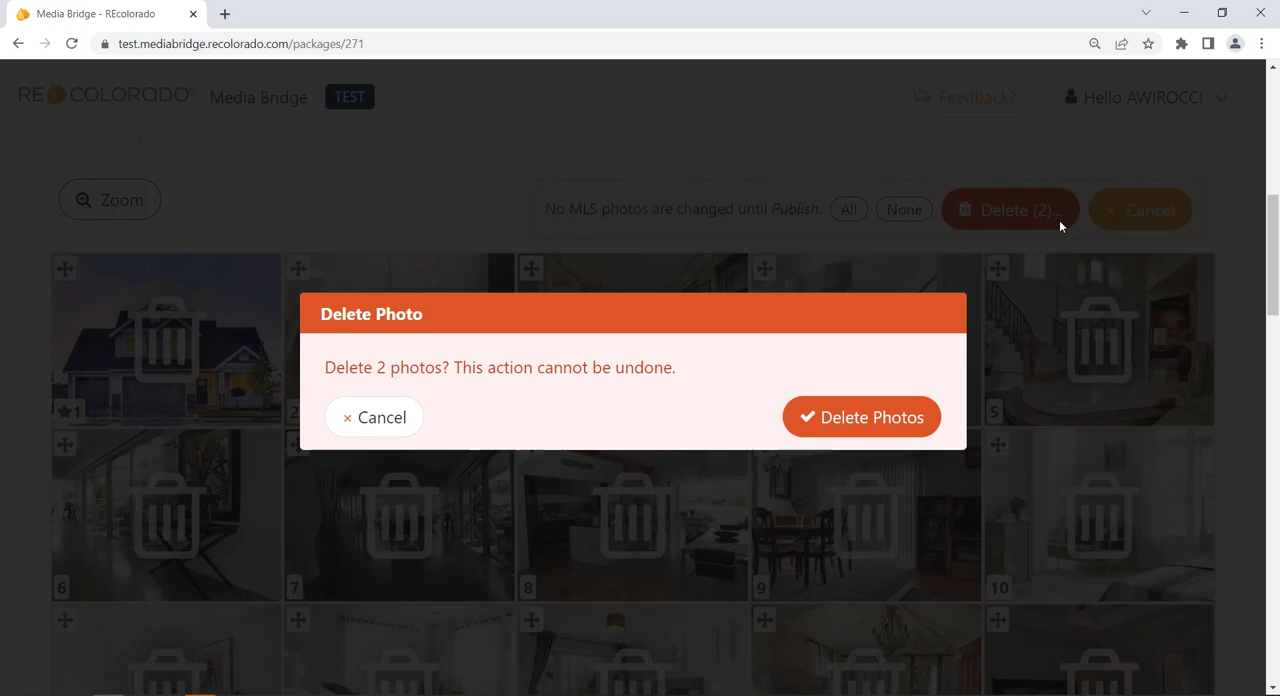 Media Bridge - REcolorado
test.mediabridge.recolorado.com/packages/271
RECOLORADO Media Bridge TEST Feedback? Hello AWIROCC!
Zoom No MLS photos are changed until Publish. All None Delete (2)... × Cancel
Delete Photo
Delete 2 photos? This action cannot be undone.
× Cancel Delete Photos
1 2 5
6 7 8 9 10